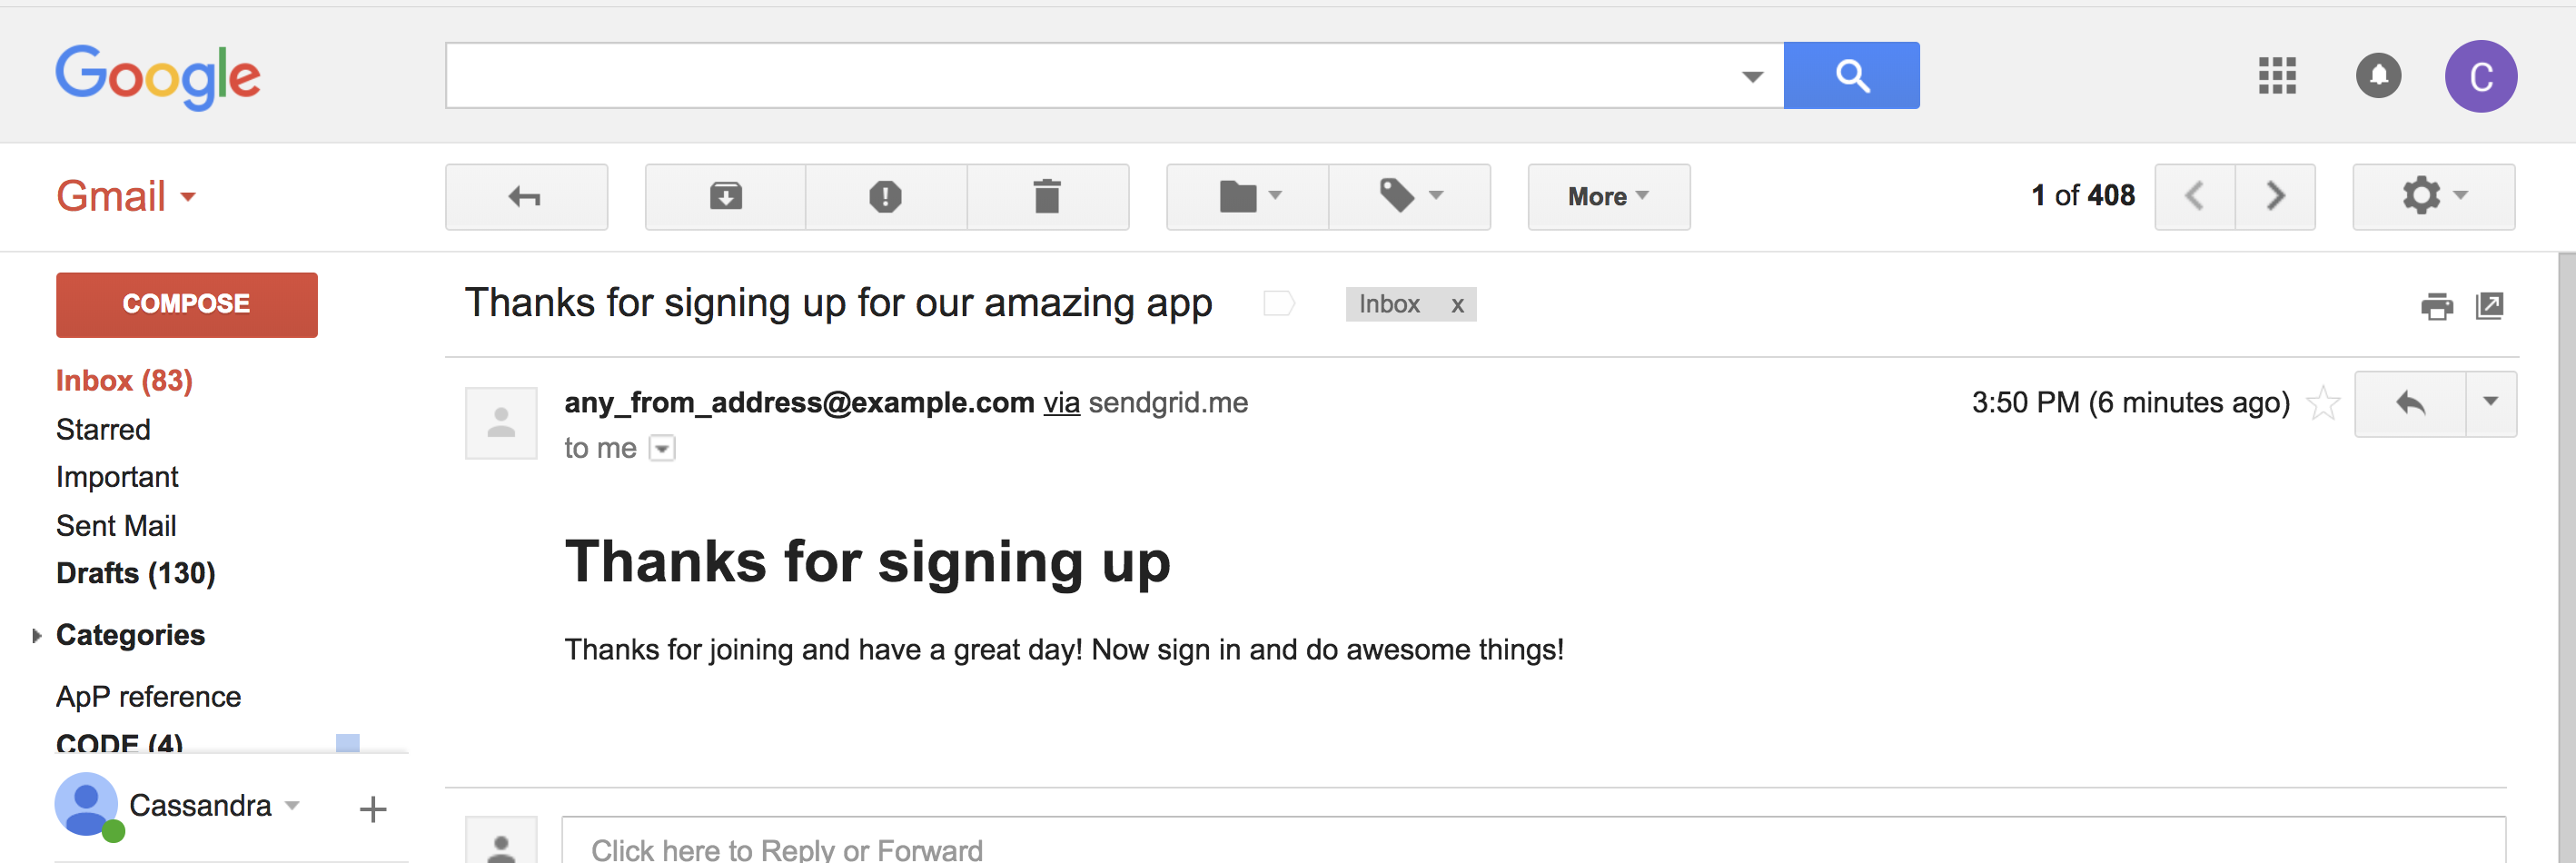 Google
C
Gmail
More
1 of 408
COMPOSE
Thanks for signing up for our amazing app
Inbox x
Inbox (83)
Starred
Important
Sent Mail
Drafts (130)
Categories
ApP reference
CODE (4)
Cassandra
any_from_address@example.com via sendgrid.me
3:50 PM (6 minutes ago)
to me
Thanks for signing up
Thanks for joining and have a great day! Now sign in and do awesome things!
Click here to Reply or Forward